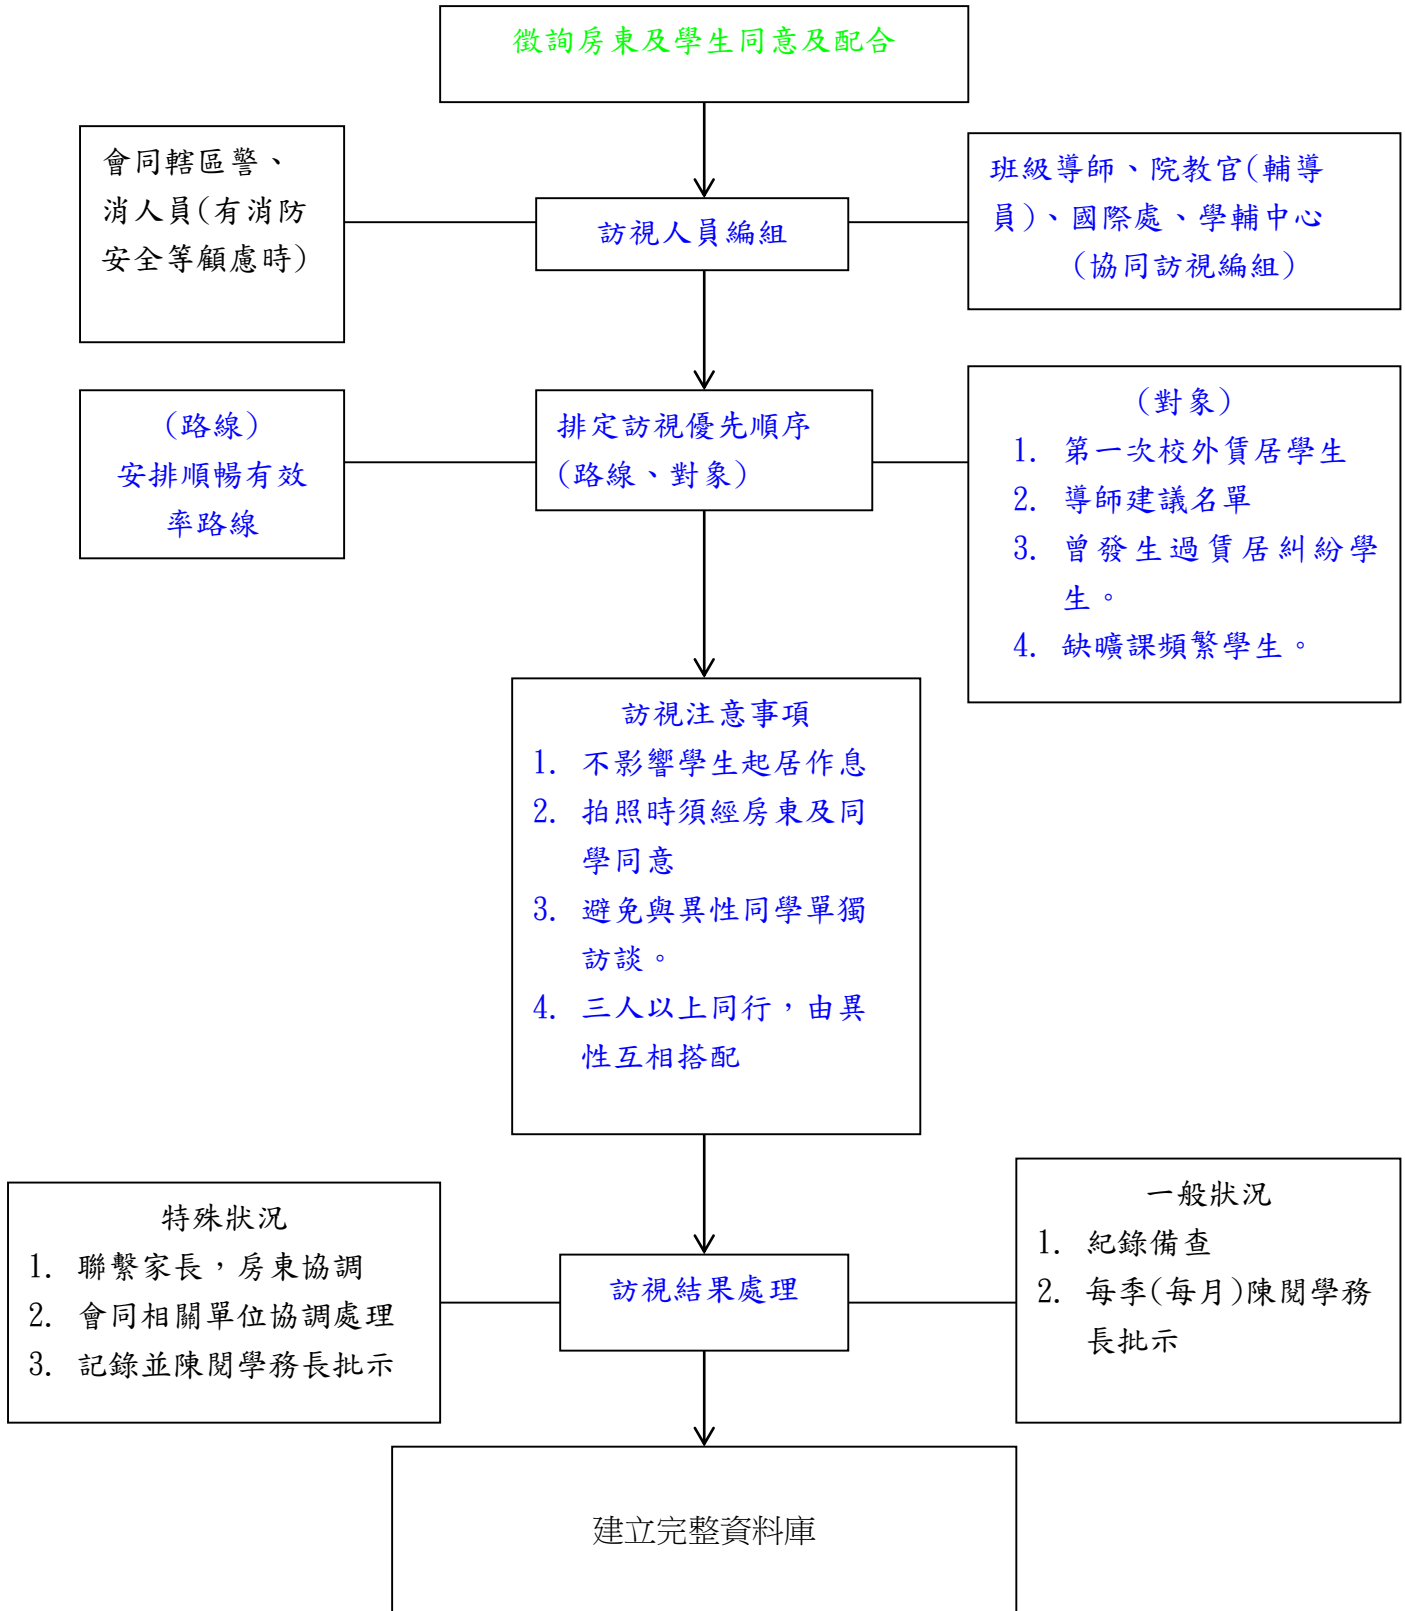 徵詢房東及學生同意及配合
會同轄區警、
消人員(有消防
安全等顧慮時)
訪視人員編組
班級導師、院教官(輔導
員)、國際處、學輔中心
(協同訪視編組)
(路線)
安排順暢有效
率路線
排定訪視優先順序
(路線、對象)
(對象)
1. 第一次校外賃居學生
2. 導師建議名單
3. 曾發生過賃居糾紛學
生。
4. 缺曠課頻繁學生。
訪視注意事項
1. 不影響學生起居作息
2. 拍照時須經房東及同
學同意
3. 避免與異性同學單獨
訪談。
4. 三人以上同行，由異
性互相搭配
特殊狀況
1. 聯繫家長，房東協調
2. 會同相關單位協調處理
3. 記錄並陳閱學務長批示
訪視結果處理
一般狀況
1. 紀錄備查
2. 每季(每月)陳閱學務
長批示
建立完整資料庫